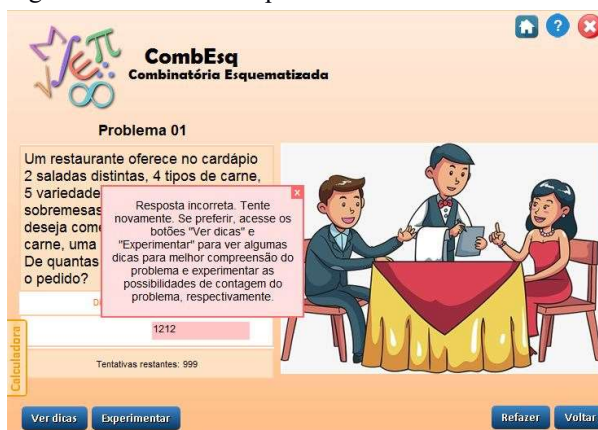 CombEsq
Combinatória Esquematizada
Problema 01
Um restaurante oferece no cardápio
2 saladas distintas, 4 tipos de carne,
5 variedade
sobremesas
deseja com
carne, uma
De quantas
o pedido?
x
Resposta incorreta. Tente
novamente. Se preferir, acesse os
botões "Ver dicas" e
"Experimentar" para ver algumas
dicas para melhor compreensão do
problema e experimentar as
possibilidades de contagem do
problema, respectivamente.
1212
Tentativas restantes: 999
Calculadora
Ver dicas
Experimentar
Refazer
Voltar